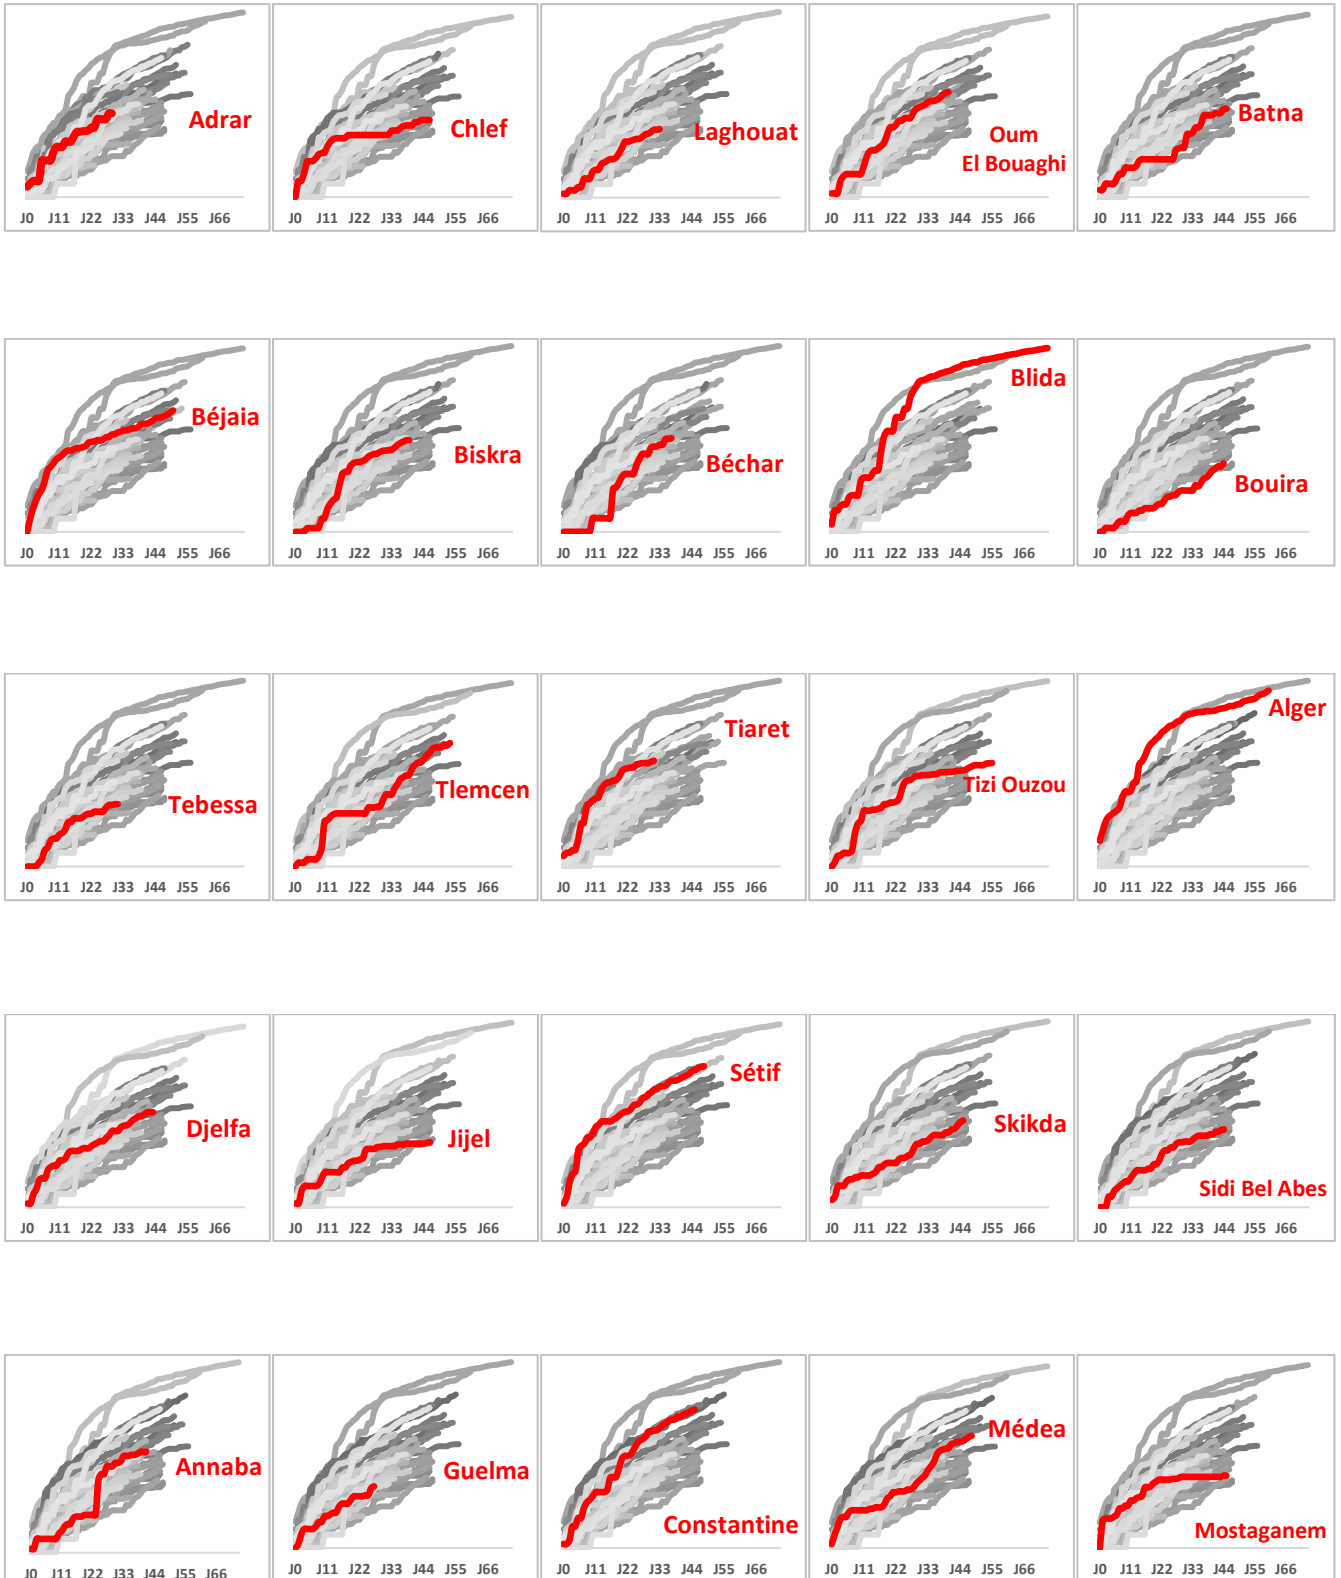 Adrar
J0 J11 J22 J33 J44 J55 J66
Chlef
J0 J11 J22 J33 J44 J55 J66
Laghouat
J0 J11 J22 J33 J44 J55 J66
Oum
El Bouaghi
J0 J11 J22 J33 J44 J55 J66
Batna
J0 J11 J22 J33 J44 J55 J66
Béjaia
J0 J11 J22 J33 J44 J55 J66
Biskra
J0 J11 J22 J33 J44 J55 J66
Béchar
J0 J11 J22 J33 J44 J55 J66
Blida
J0 J11 J22 J33 J44 J55 J66
Bouira
J0 J11 J22 J33 J44 J55 J66
Tebessa
J0 J11 J22 J33 J44 J55 J66
Tlemcen
J0 J11 J22 J33 J44 J55 J66
Tiaret
J0 J11 J22 J33 J44 J55 J66
Tizi Ouzou
J0 J11 J22 J33 J44 J55 J66
Alger
J0 J11 J22 J33 J44 J55 J66
Djelfa
J0 J11 J22 J33 J44 J55 J66
Jijel
J0 J11 J22 J33 J44 J55 J66
Sétif
J0 J11 J22 J33 J44 J55 J66
Skikda
J0 J11 J22 J33 J44 J55 J66
Sidi Bel Abes
J0 J11 J22 J33 J44 J55 J66
Annaba
J0 J11 J22 J33 J44 J55 J66
Guelma
J0 J11 J22 J33 J44 J55 J66
Constantine
J0 J11 J22 J33 J44 J55 J66
Médea
J0 J11 J22 J33 J44 J55 J66
Mostaganem
J0 J11 J22 J33 J44 J55 J66